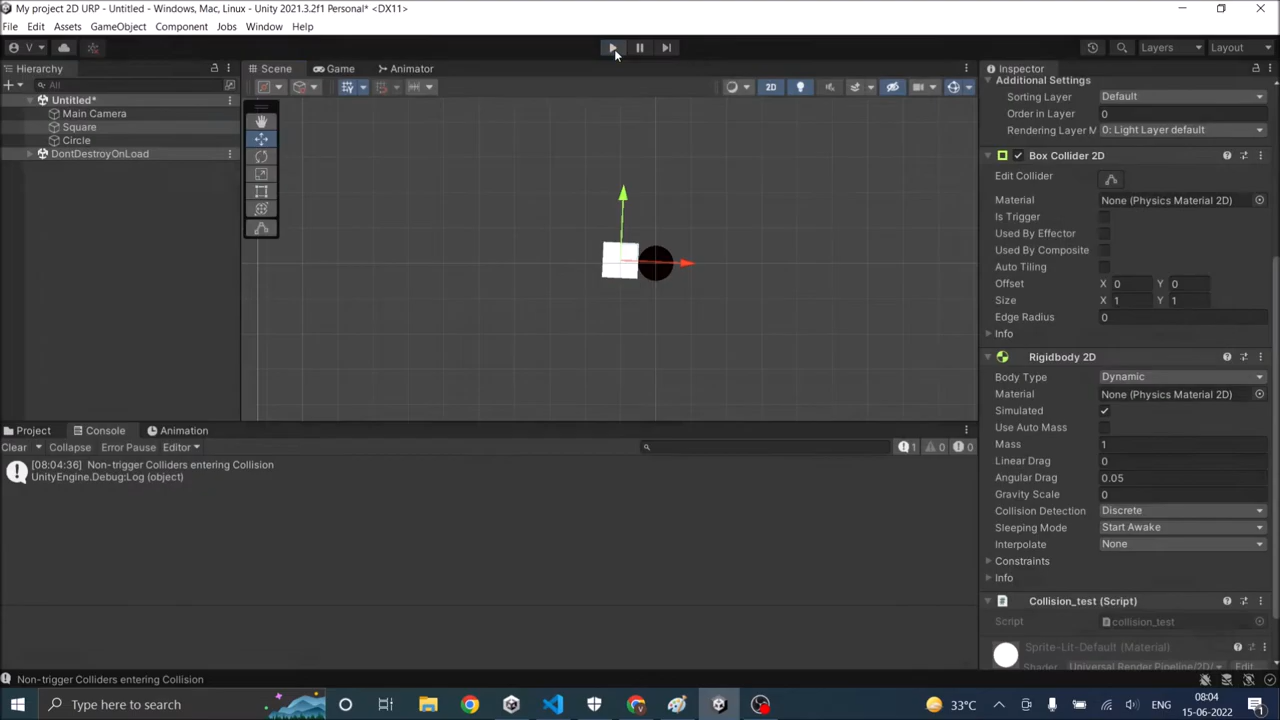 My project 2D URP - Untitled - Windows, Mac, Linux - Unity 2021.3.2f1 Personal* <DX11>
File Edit Assets GameObject Component Jobs Window Help
V Layers Layout
Hierarchy Scene Game Animator Inspector
All
Untitled*
Main Camera
Square
Circle
DontDestroyOnLoad
2D
Additional Settings
Sorting Layer Default
Order in Layer 0
Rendering Layer M 0: Light Layer default
Box Collider 2D
Edit Collider
Material None (Physics Material 2D)
Is Trigger
Used By Effector
Used By Composite
Auto Tiling
Offset X 0 Y 0
Size X 1 Y 1
Edge Radius 0
Info
Rigidbody 2D
Body Type Dynamic
Material None (Physics Material 2D)
Simulated
Use Auto Mass
Mass 1
Linear Drag 0
Angular Drag 0.05
Gravity Scale 0
Collision Detection Discrete
Sleeping Mode Start Awake
Interpolate None
Constraints
Info
Collision_test (Script)
Script collision_test
Sprite-Lit-Default (Material)
Shader Universal Render Pipeline/2D/ Edit
Project Console Animation
Clear Collapse Error Pause Editor 1 0 0
[08:04:36] Non-trigger Colliders entering Collision
UnityEngine.Debug:Log (object)
Non-trigger Colliders entering Collision
Type here to search
33°C ENG 08:04
15-06-2022 1